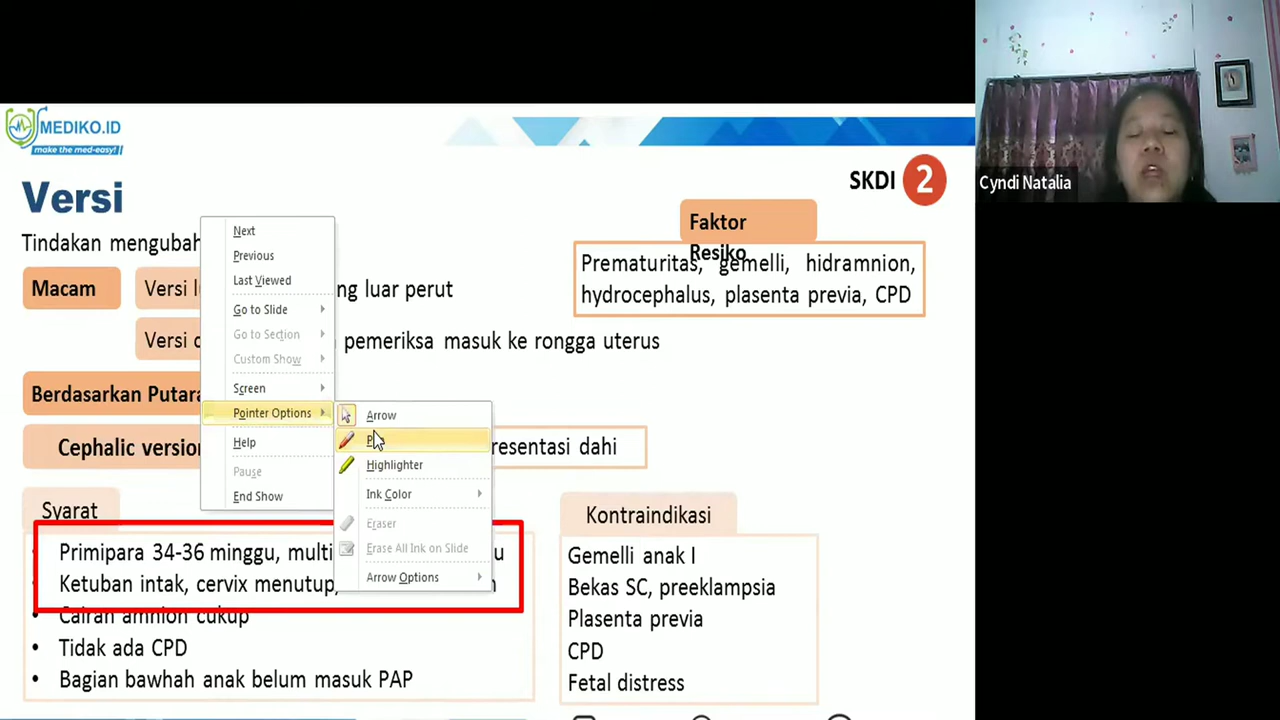 MEDIKO.ID
make the med-easy!
Versi
SKDI 2
Tindakan mengubah
Faktor
Resiko
Prematuritas, gemelli, hidramnion,
hydrocephalus, plasenta previa, CPD
Macam
Versi
ng luar perut
Versi
pemeriksa masuk ke rongga uterus
Berdasarkan
Cephalic
resentasi dahi
Syarat
Primipara 34-36 minggu,
Ketuban intak, cervix menutup,
Cairan amnion cukup
Tidak ada CPD
Bagian bawhah anak belum masuk PAP
Kontraindikasi
Gemelli anak I
Bekas SC, preeklampsia
Plasenta previa
CPD
Fetal distress
Next
Previous
Last Viewed
Go to Slide
Go to Section
Custom Show
Screen
Pointer Options
Help
Pause
End Show
Arrow
Highlighter
Ink Color
Eraser
Erase All Ink on Slide
Arrow Options
Cyndi Natalia